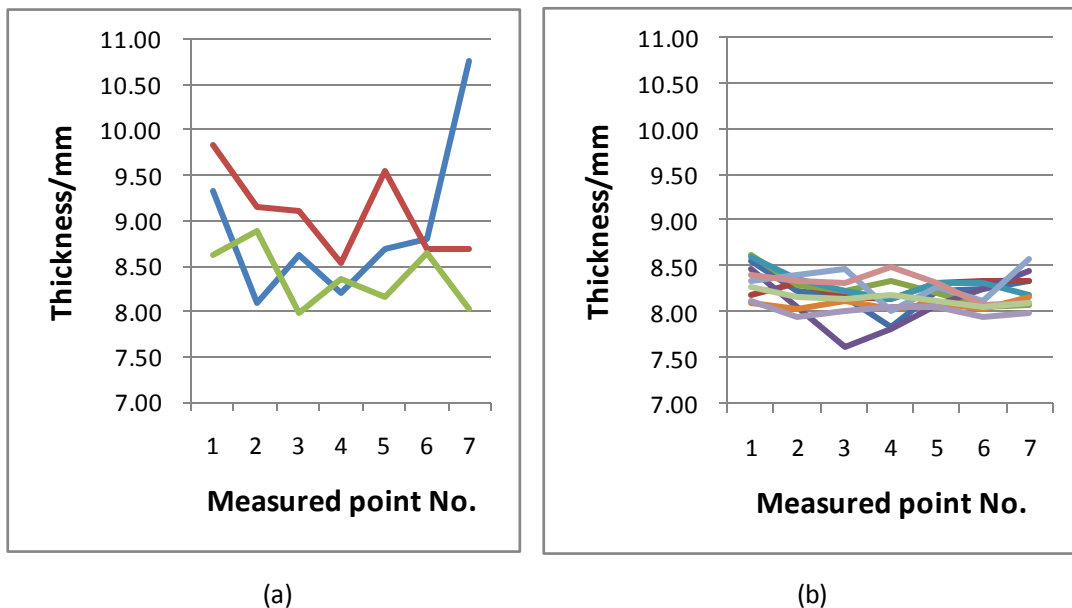 11.00
10.50
10.00
9.50
9.00
8.50
8.00
7.50
7.00
Thickness/mm
1 2 3 4 5 6 7
Measured point No.
(a)
11.00
10.50
10.00
9.50
9.00
8.50
8.00
7.50
7.00
Thickness/mm
1 2 3 4 5 6 7
Measured point No.
(b)